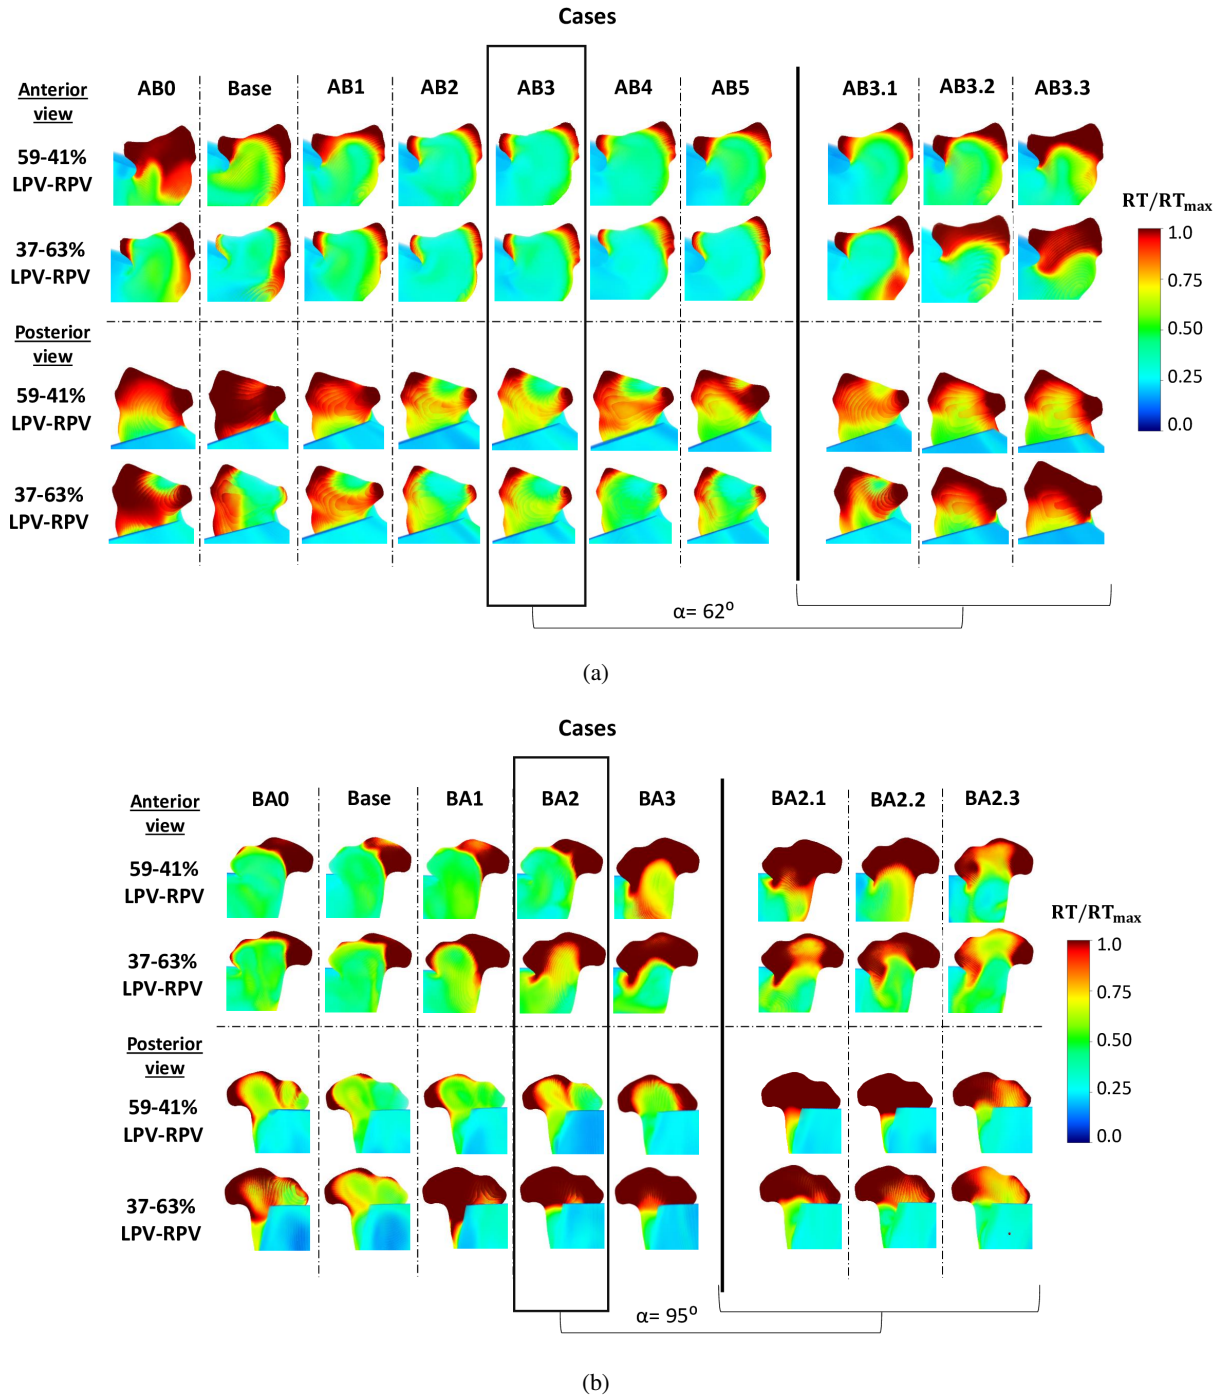 Cases
AB0 Base AB1 AB2 AB3 AB4 AB5 AB3.1 AB3.2 AB3.3
Anterior
view
59-41%
LPV-RPV
37-63%
LPV-RPV
RT/RTmax
1.0
0.75
0.50
0.25
0.0
Posterior
view
59-41%
LPV-RPV
37-63%
LPV-RPV
α= 62⁰
(a)
Cases
BA0 Base BA1 BA2 BA3 BA2.1 BA2.2 BA2.3
Anterior
view
59-41%
LPV-RPV
37-63%
LPV-RPV
RT/RTmax
1.0
0.75
0.50
0.25
0.0
Posterior
view
59-41%
LPV-RPV
37-63%
LPV-RPV
α= 95⁰
(b)